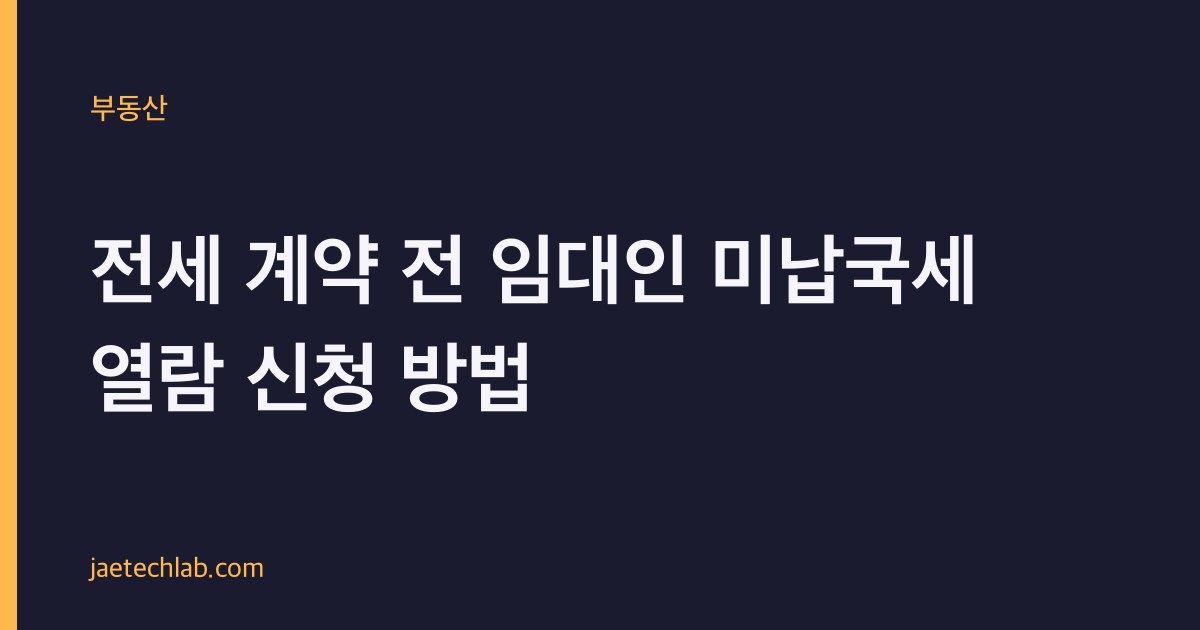 부동산
전세 계약 전 임대인 미납국세
열람 신청 방법
jaetechlab.com